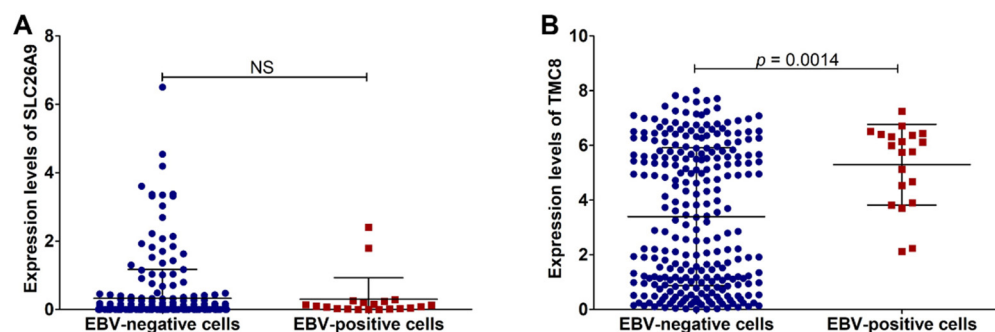 A
Expression levels of SLC26A9
8
6
4
2
0
NS
EBV-negative cells
EBV-positive cells
B
Expression levels of TMC8
10
8
6
4
2
0
p = 0.0014
EBV-negative cells
EBV-positive cells